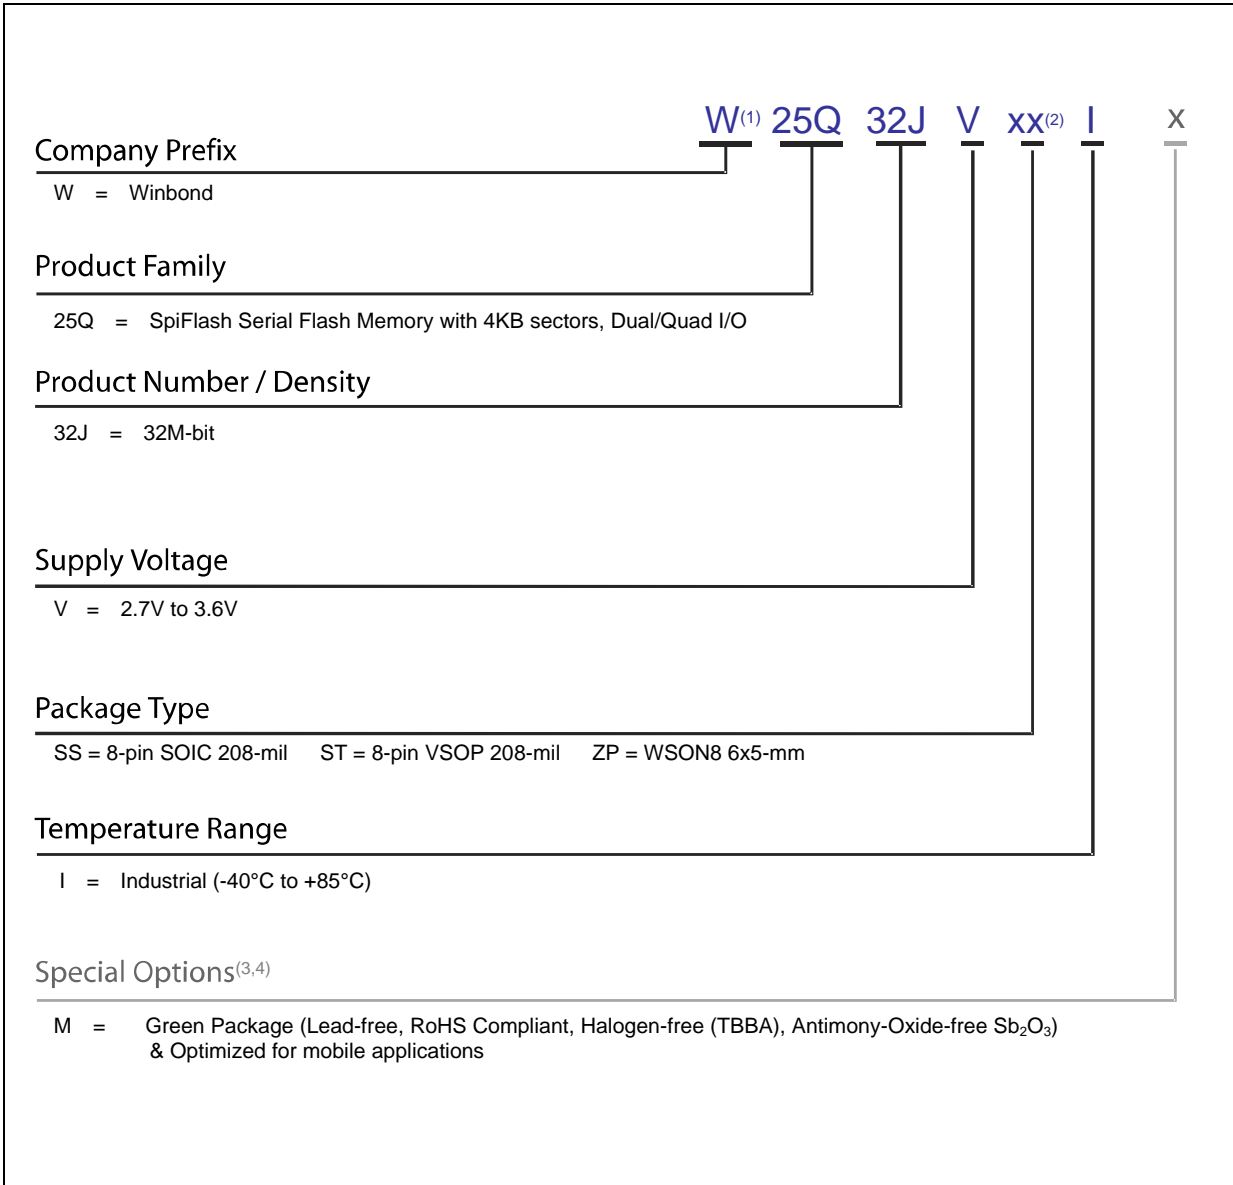 W(1) 25Q 32J V xx(2) I x
Company Prefix
W = Winbond
Product Family
25Q = SpiFlash Serial Flash Memory with 4KB sectors, Dual/Quad I/O
Product Number / Density
32J = 32M-bit
Supply Voltage
V = 2.7V to 3.6V
Package Type
SS = 8-pin SOIC 208-mil ST = 8-pin VSOP 208-mil ZP = WSON8 6x5-mm
Temperature Range
I = Industrial (-40°C to +85°C)
Special Options(3,4)
M = Green Package (Lead-free, RoHS Compliant, Halogen-free (TBBA), Antimony-Oxide-free Sb₂O₃)
& Optimized for mobile applications